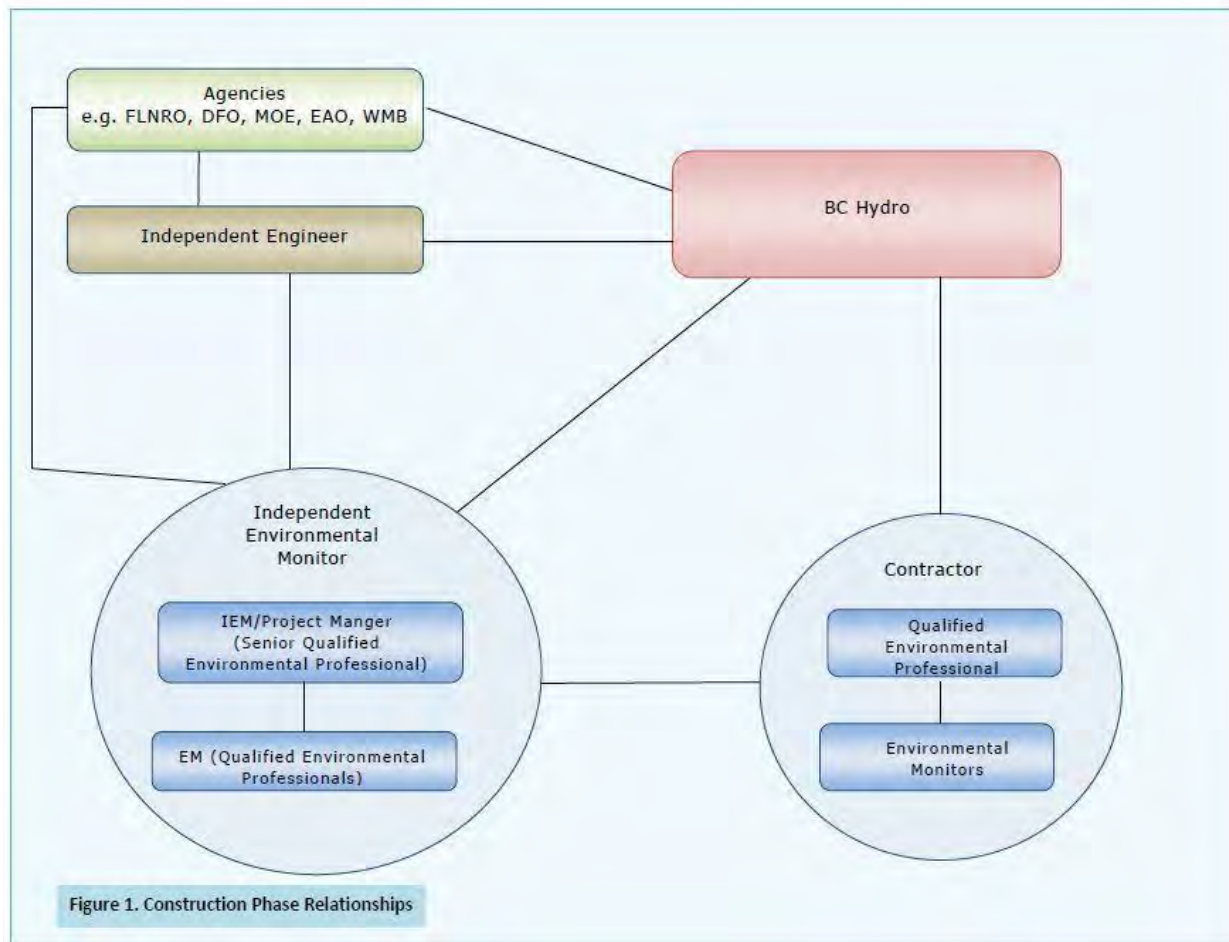 Agencies
e.g. FLNRO, DFO, MOE, EAO, WMB
BC Hydro
Independent Engineer
Independent
Environmental
Monitor
IEM/Project Manger
(Senior Qualified
Environmental Professional)
EM (Qualified Environmental
Professionals)
Contractor
Qualified
Environmental
Professional
Environmental
Monitors
Figure 1. Construction Phase Relationships